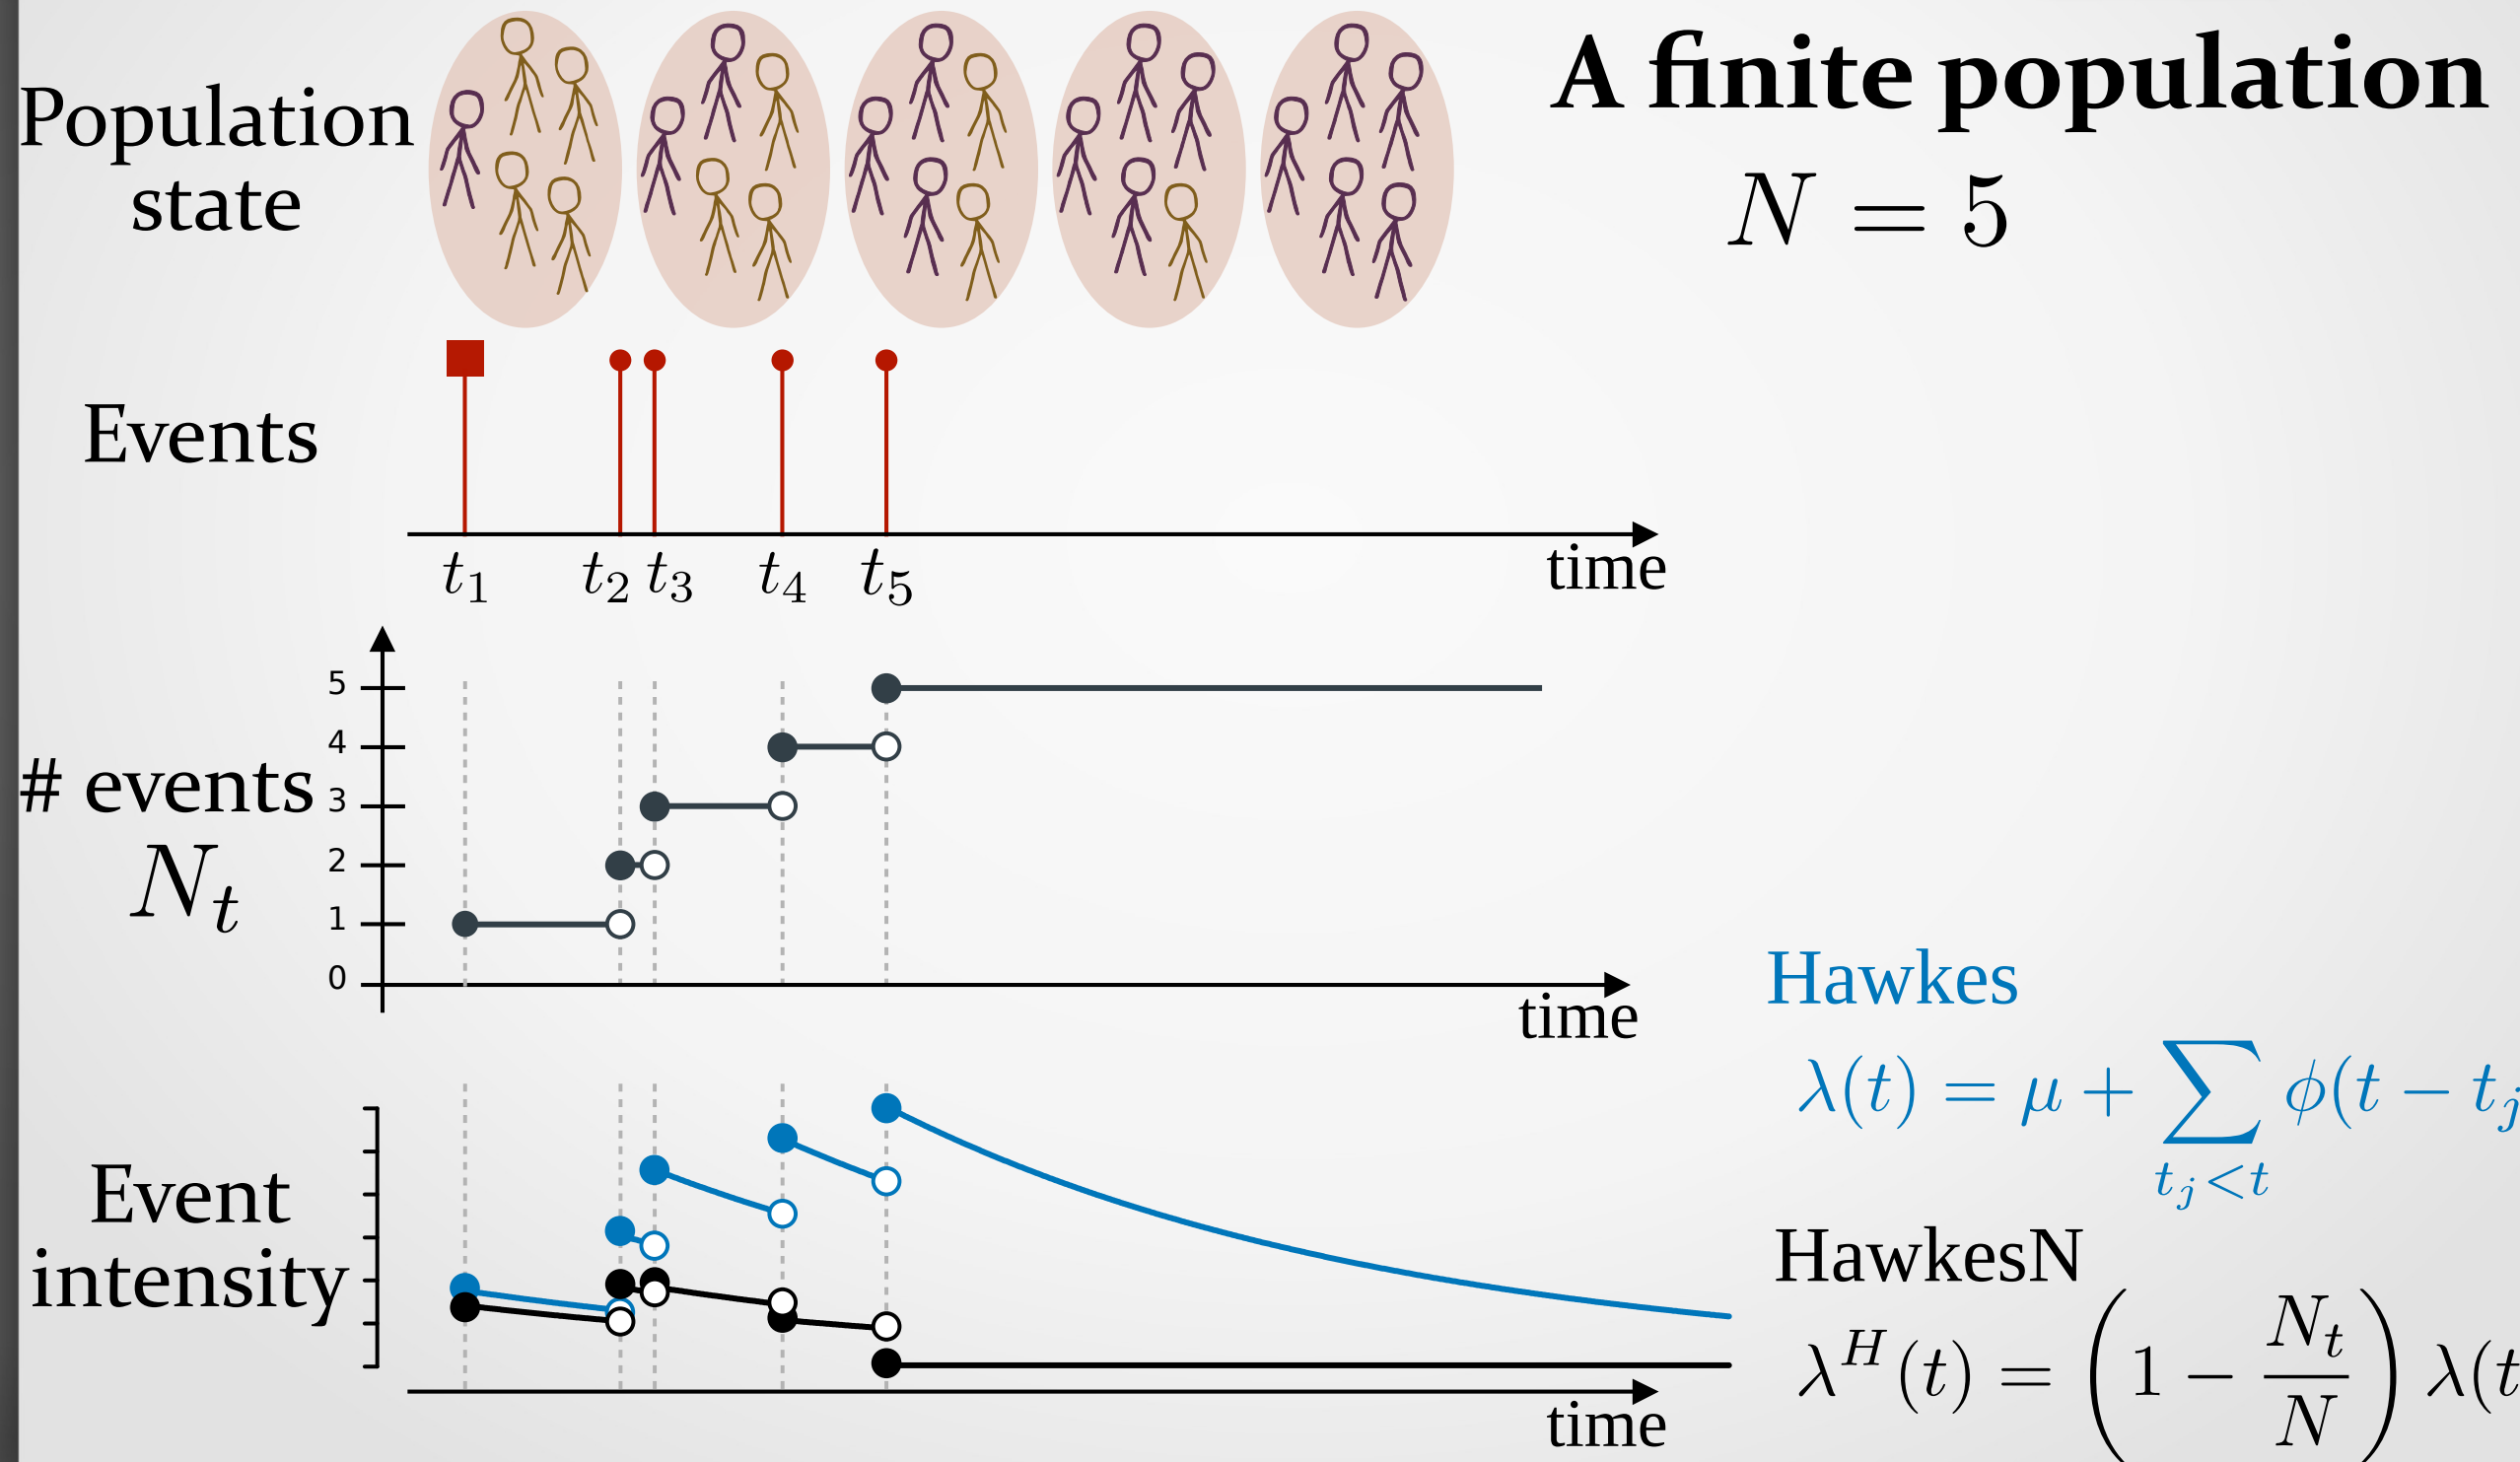 A finite population
N = 5
Population
state
Events
t₁ t₂ t₃ t₄ t₅
time
# events
Nₜ
5
4
3
2
1
0
time
Hawkes
λ(t) = μ + ∑ ϕ(t − tⱼ
tⱼ<t
Event
intensity
HawkesN
λᴴ(t) = (1 − Nₜ/N) λ(t
time